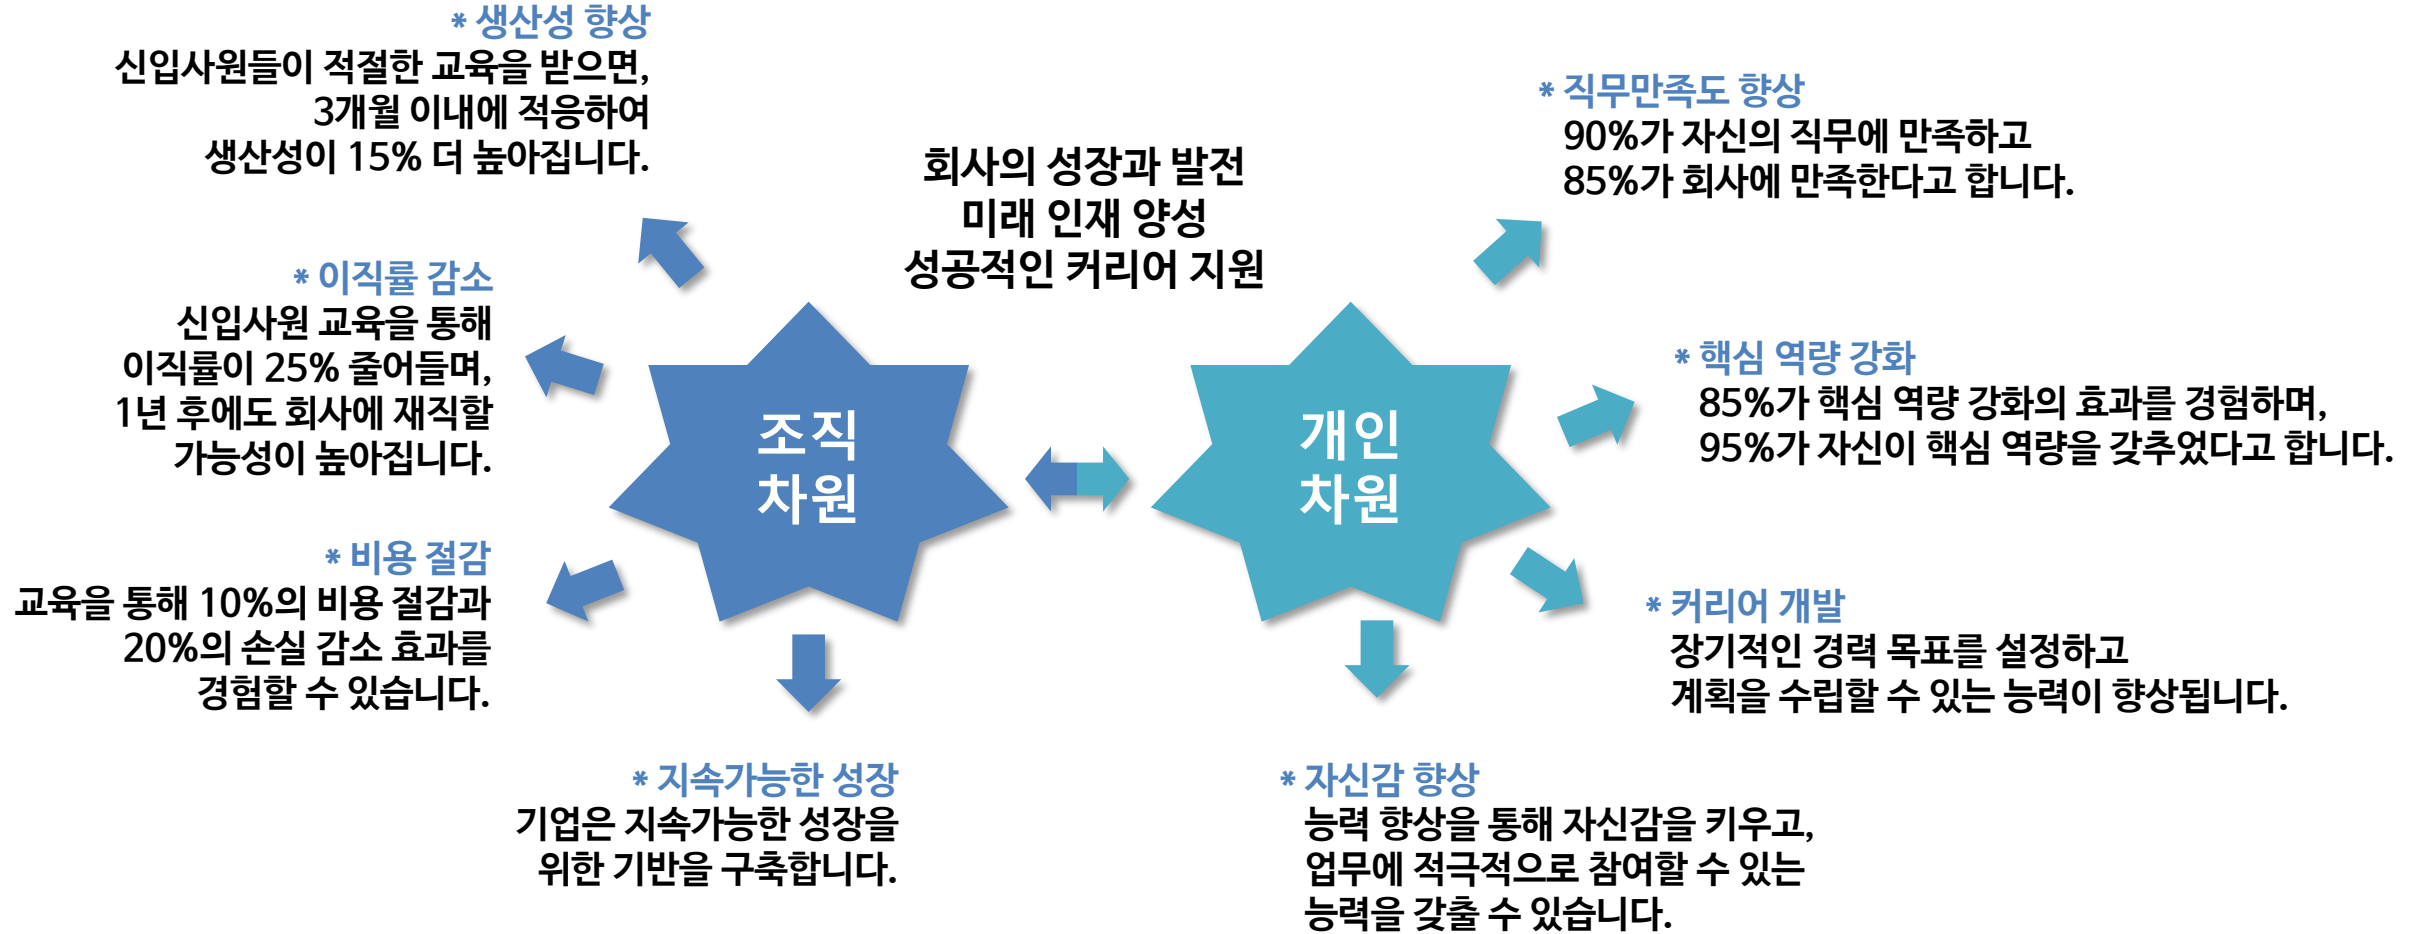 * 생산성 향상
신입사원들이 적절한 교육을 받으면,
3개월 이내에 적응하여
생산성이 15% 더 높아집니다.
* 이직률 감소
신입사원 교육을 통해
이직률이 25% 줄어들며,
1년 후에도 회사에 재직할
가능성이 높아집니다.
* 비용 절감
교육을 통해 10%의 비용 절감과
20%의 손실 감소 효과를
경험할 수 있습니다.
* 지속가능한 성장
기업은 지속가능한 성장을
위한 기반을 구축합니다.
조직
차원
회사의 성장과 발전
미래 인재 양성
성공적인 커리어 지원
개인
차원
* 직무만족도 향상
90%가 자신의 직무에 만족하고
85%가 회사에 만족한다고 합니다.
* 핵심 역량 강화
85%가 핵심 역량 강화의 효과를 경험하며,
95%가 자신이 핵심 역량을 갖추었다고 합니다.
* 커리어 개발
장기적인 경력 목표를 설정하고
계획을 수립할 수 있는 능력이 향상됩니다.
* 자신감 향상
능력 향상을 통해 자신감을 키우고,
업무에 적극적으로 참여할 수 있는
능력을 갖출 수 있습니다.